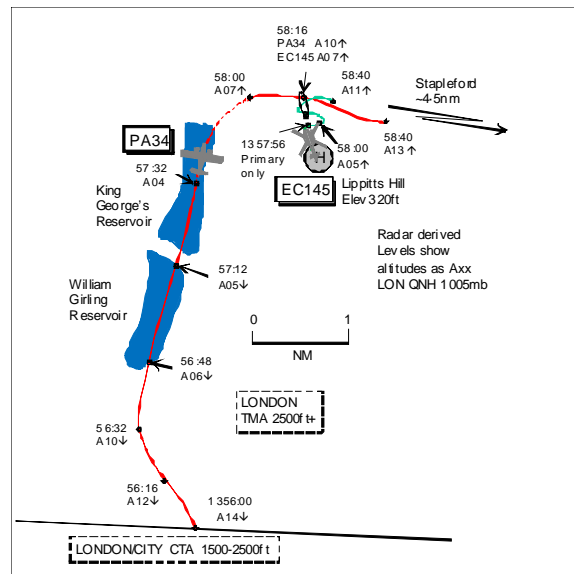 58:16
PA34 A10↑
EC145 A07↑
58:00
A07↑
58:40
A11↑
Stapleford
~4·5nm
PA34
13 57:56
Primary
only
58:00
A05↑
58:40
A13↑
57:32
A04
H
EC145
Lippitts Hill
Elev 320ft
King
George's
Reservoir
Radar derived
Levels show
altitudes as Axx
LON QNH 1005mb
57:12
A05↓
William
Girling
Reservoir
0 1
NM
56:48
A06↓
LONDON
TMA 2500ft+
56:32
A10↓
56:16
A12↓
1356:00
A14↓
LONDON/CITY CTA 1500-2500ft